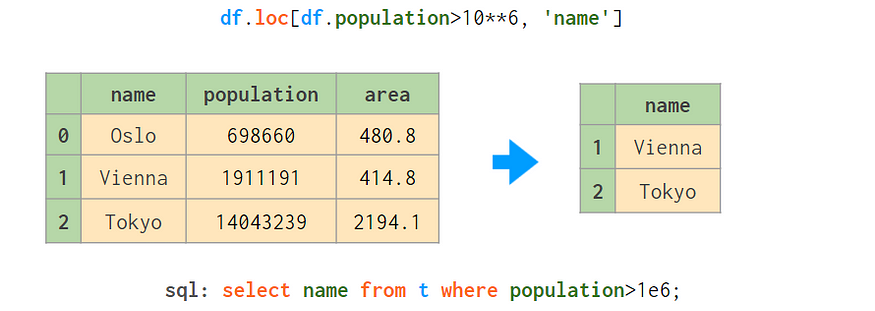 df.loc[df.population>10**6, 'name']
name population area
name
0 Oslo 698660 480.8
1 Vienna 1911191 414.8
1 Vienna
2 Tokyo 14043239 2194.1
2 Tokyo
sql: select name from t where population>1e6;